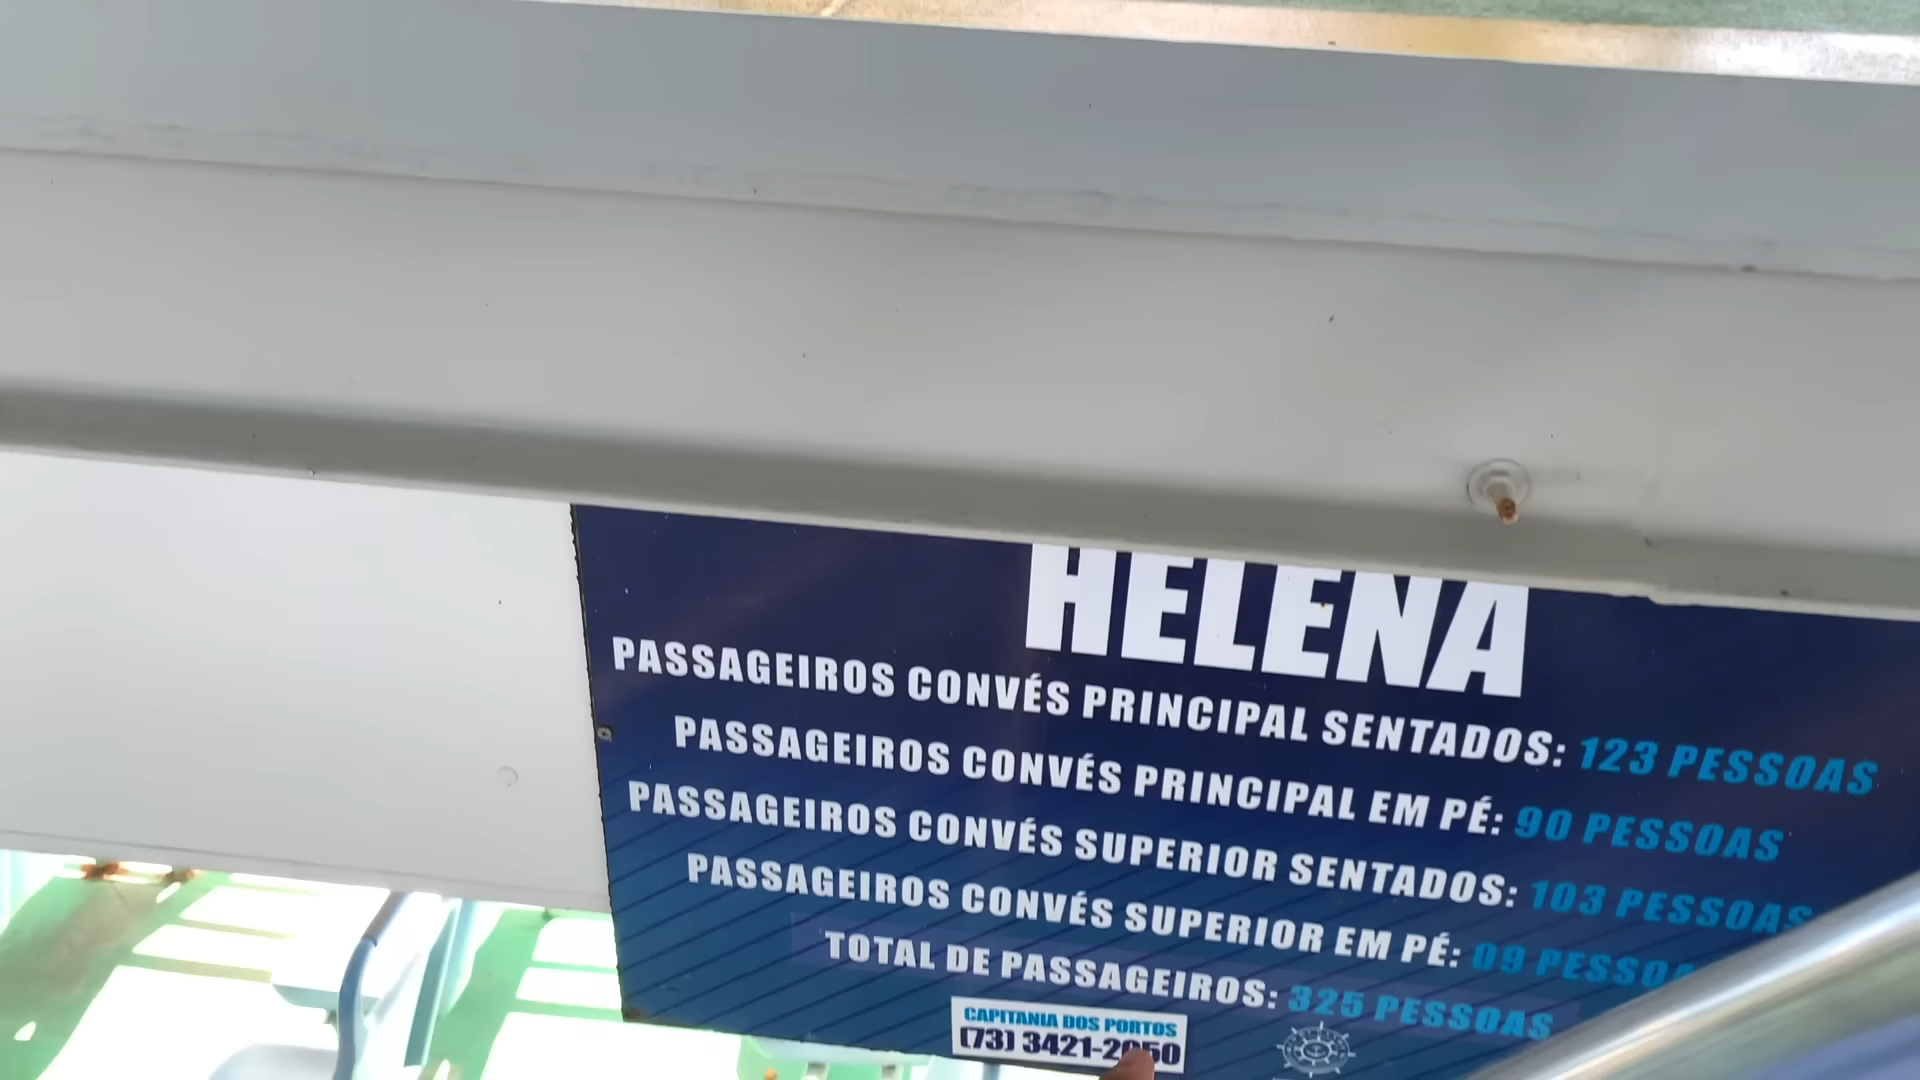 HELENA
PASSAGEIROS CONVÉS PRINCIPAL SENTADOS: 123 PESSOAS
PASSAGEIROS CONVÉS PRINCIPAL EM PÉ: 90 PESSOAS
PASSAGEIROS CONVÉS SUPERIOR SENTADOS: 103 PESSOAS
PASSAGEIROS CONVÉS SUPERIOR EM PÉ: 09 PESSOA
TOTAL DE PASSAGEIROS: 325 PESSOAS
CAPITANIA DOS PORTOS
(73) 3421-2050